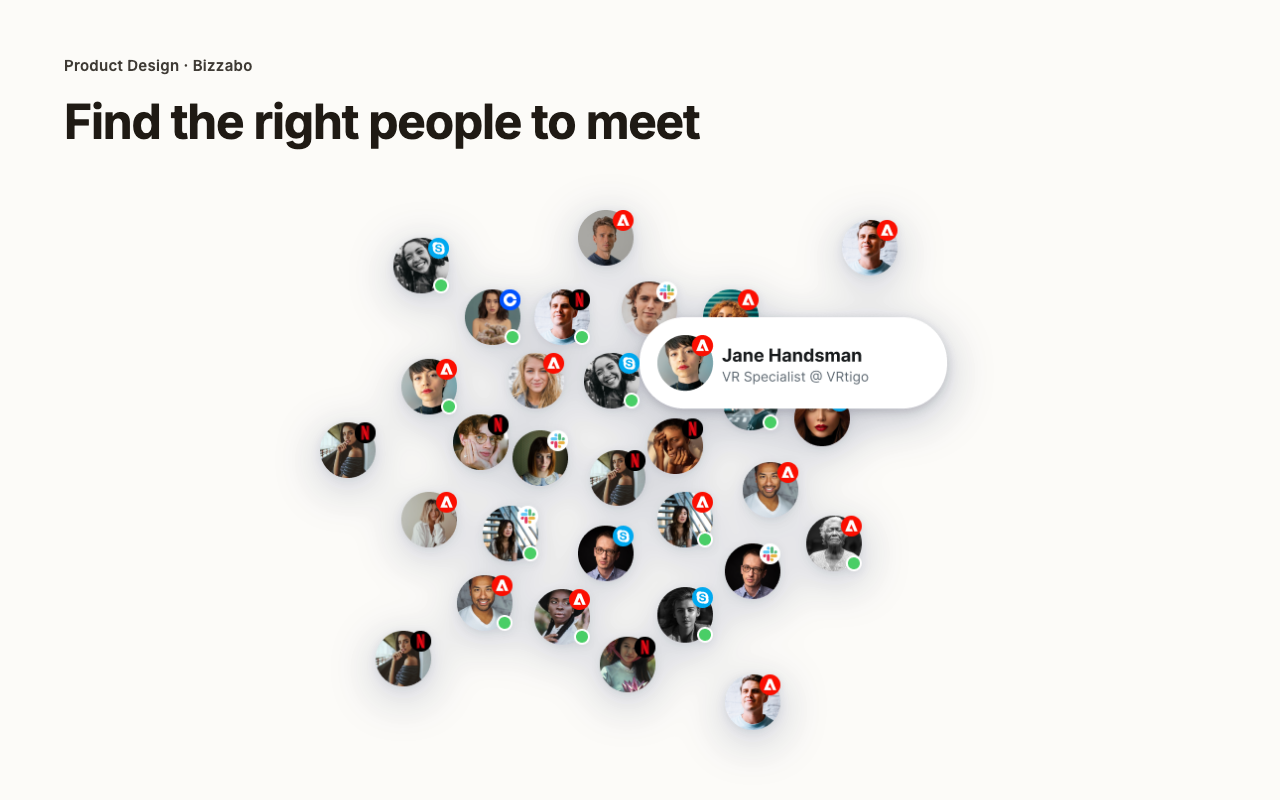 Product Design · Bizzabo
Find the right people to meet
Jane Handsman
VR Specialist @ VRtigo